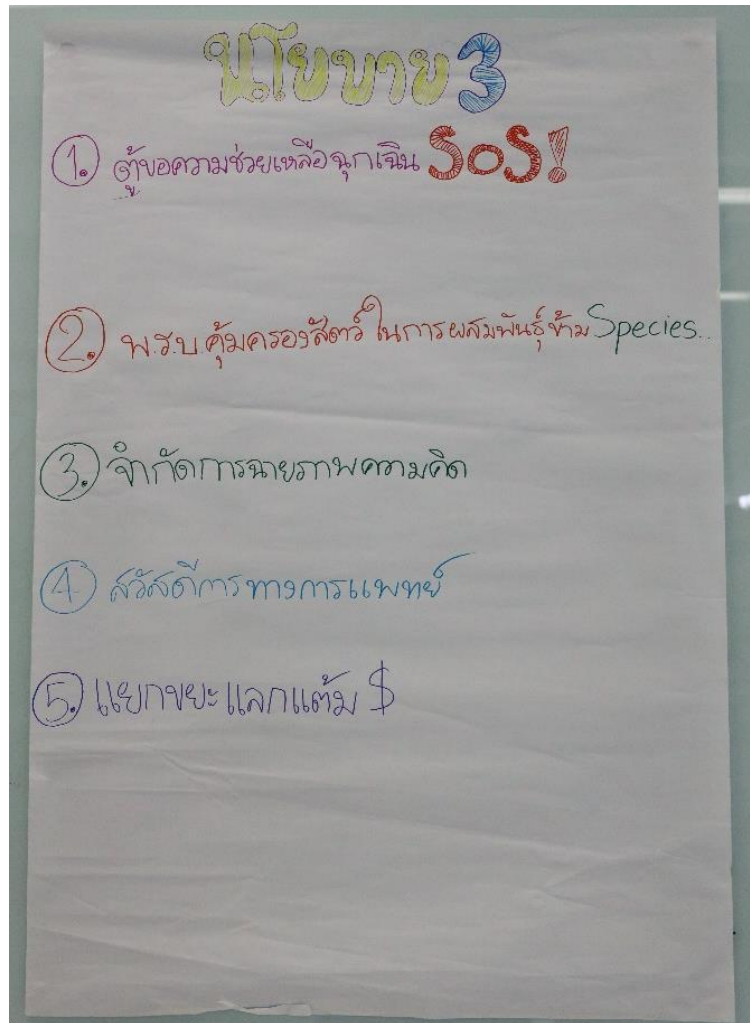 นโยบาย 3
1. ตู้ขอความช่วยเหลือฉุกเฉิน SOS!
2. พ.ร.บ.คุ้มครองสัตว์ ในการผสมพันธุ์ข้าม Species..
3. จำกัดการฉายภาพความคิด
4 สวัสดีการทางการแพทย์
5. แยกขยะแลกแต้ม $